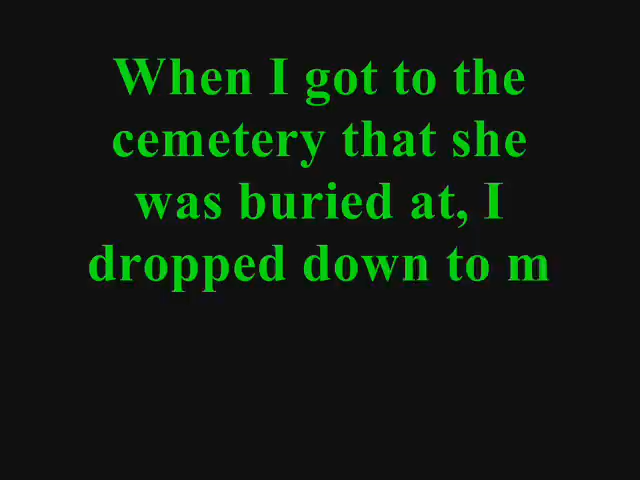 When I got to the
cemetery that she
was buried at, I
dropped down to m